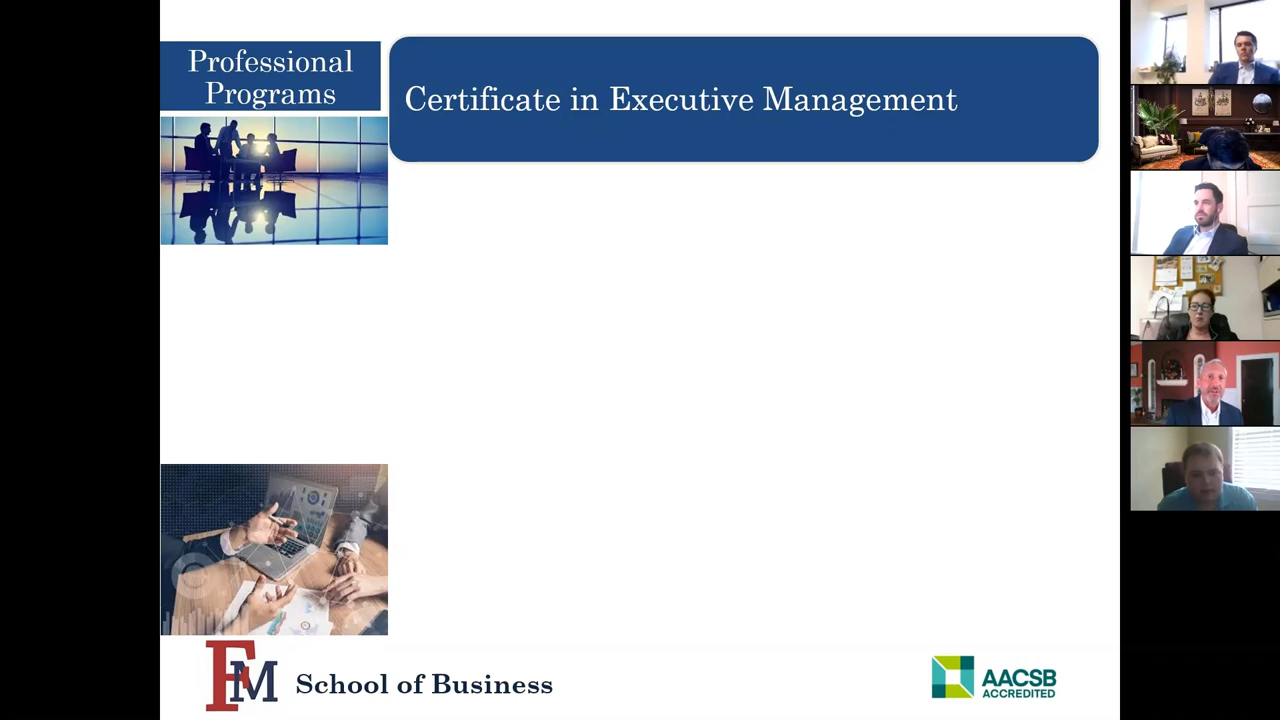 Professional
Programs
Certificate in Executive Management
FM
School of Business
AACSB
ACCREDITED